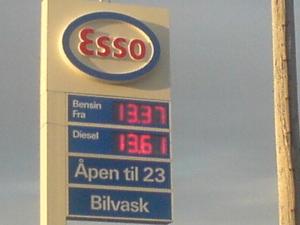 Esso
Bensin 13.37
Fra
Diesel 13.61
Åpen til 23
Bilvask